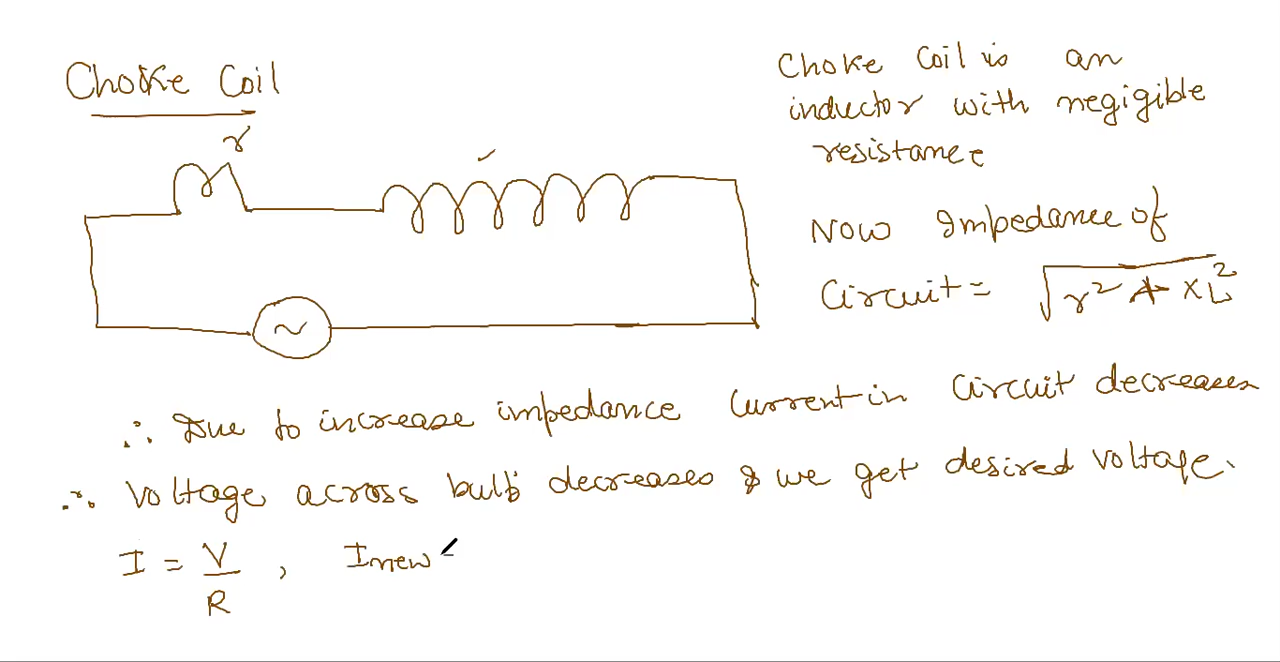 Choke Coil
r
Choke Coil is an
inductor with negigible
resistance
Now Impedance of
Circuit = √r² + XL²
∴ Due to increase impedance Current in Circuit decreases
∴ Voltage across bulb decreases & we get desired voltage.
I = V/R , Inew